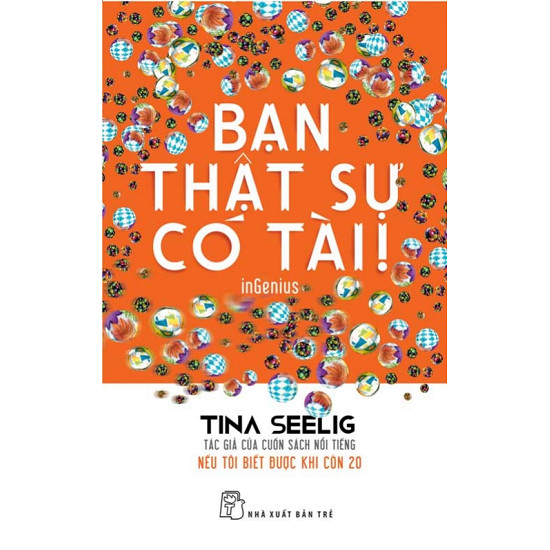 BẠN
THẬT SỰ
CÓ TÀI!
inGenius
TINA SEELIG
TÁC GIẢ CỦA CUỐN SÁCH NỔI TIẾNG
NẾU TÔI BIẾT ĐƯỢC KHI CÒN 20
NHÀ XUẤT BẢN TRẺ